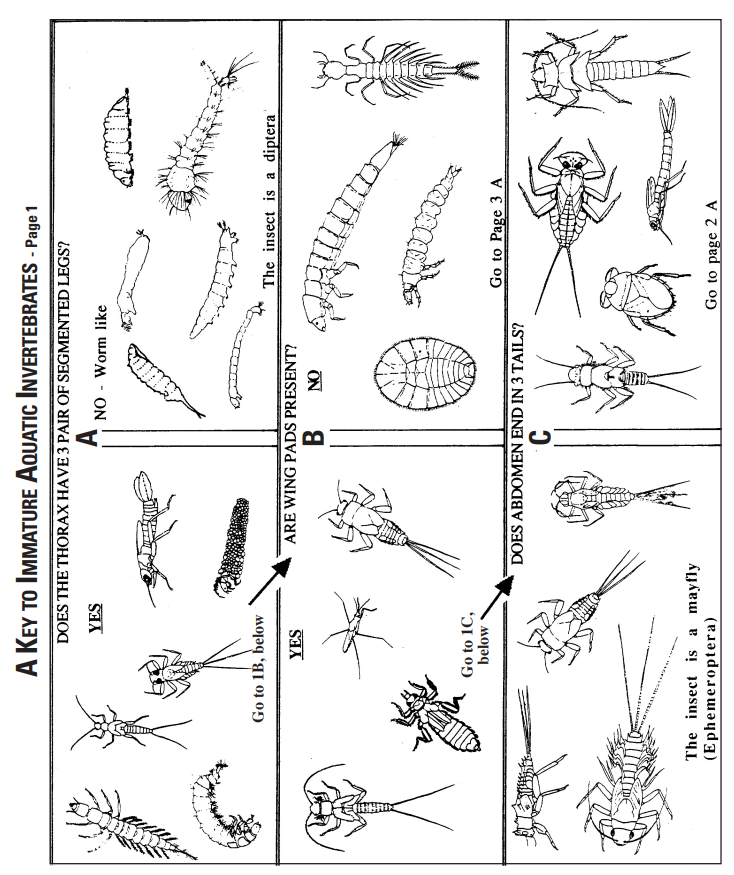 A KEY TO IMMATURE AQUATIC INVERTEBRATES - Page 1
DOES THE THORAX HAVE 3 PAIR OF SEGMENTED LEGS?
A
YES
Go to 1B, below
NO - Worm like
The insect is a diptera
ARE WING PADS PRESENT?
B
YES
Go to 1C,
below
NO
Go to Page 3 A
DOES ABDOMEN END IN 3 TAILS?
C
The insect is a mayfly
(Ephemeroptera)
Go to page 2 A